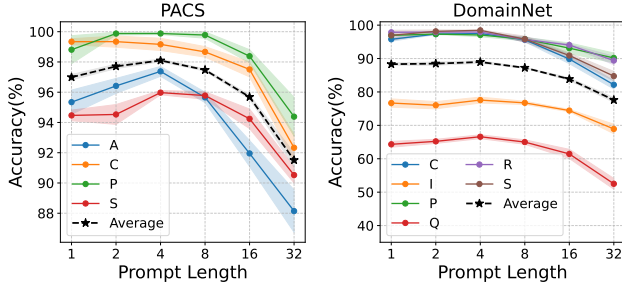 PACS
Accuracy(%)
100
98
96
94
92
90
88
A
C
P
S
Average
1
2
4
8
16
32
Prompt Length
DomainNet
Accuracy(%)
100
90
80
70
60
50
40
C
I
P
Q
R
S
Average
1
2
4
8
16
32
Prompt Length